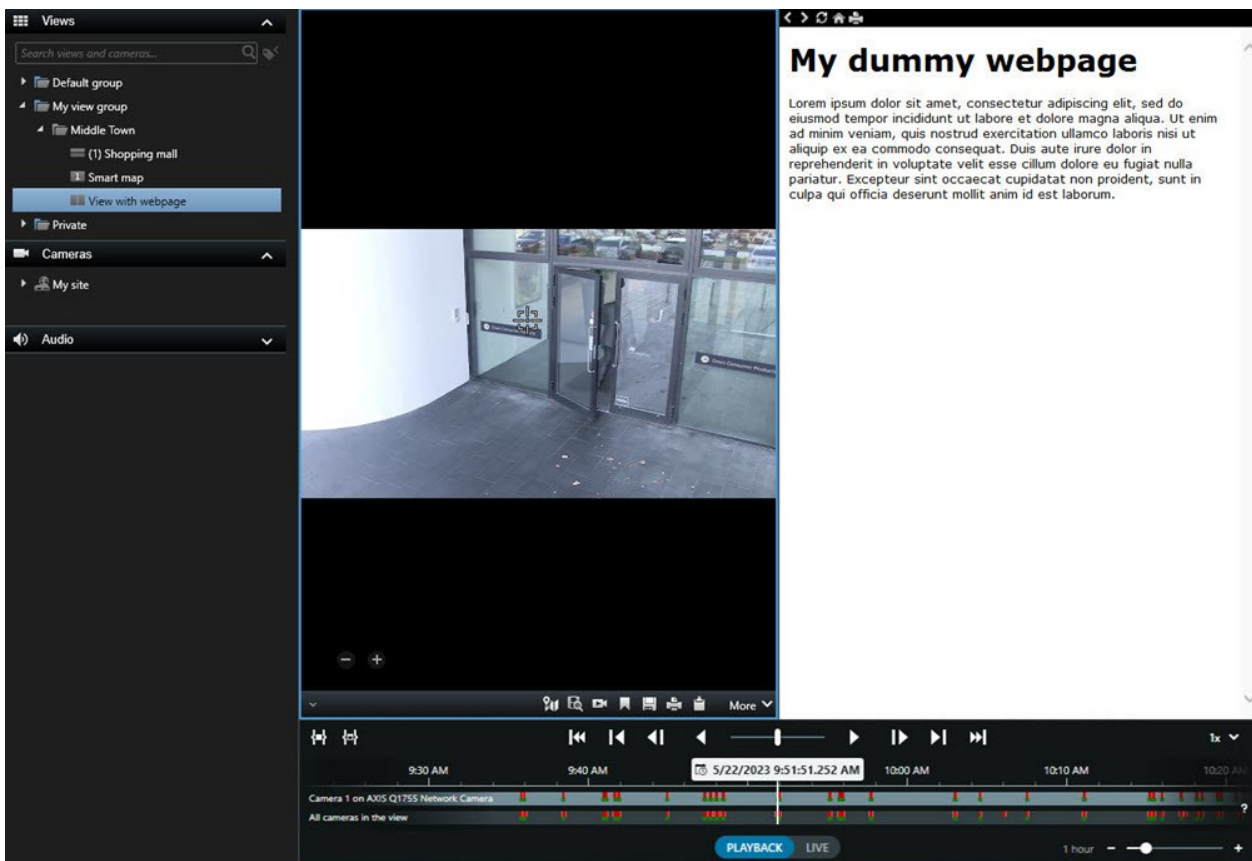 Views
Search views and cameras...
Default group
My view group
Middle Town
(1) Shopping mall
1 Smart map
View with webpage
Private
Cameras
My site
Audio
More
My dummy webpage
Lorem ipsum dolor sit amet, consectetur adipiscing elit, sed do
eiusmod tempor incididunt ut labore et dolore magna aliqua. Ut enim
ad minim veniam, quis nostrud exercitation ullamco laboris nisi ut
aliquip ex ea commodo consequat. Duis aute irure dolor in
reprehenderit in voluptate velit esse cillum dolore eu fugiat nulla
pariatur. Excepteur sint occaecat cupidatat non proident, sunt in
culpa qui officia deserunt mollit anim id est laborum.
1x
9:30 AM 9:40 AM 5/22/2023 9:51:51.252 AM 10:00 AM 10:10 AM 10:20 AM
Camera 1 on AXIS Q1755 Network Camera
All cameras in the view
?
PLAYBACK LIVE
1 hour - +